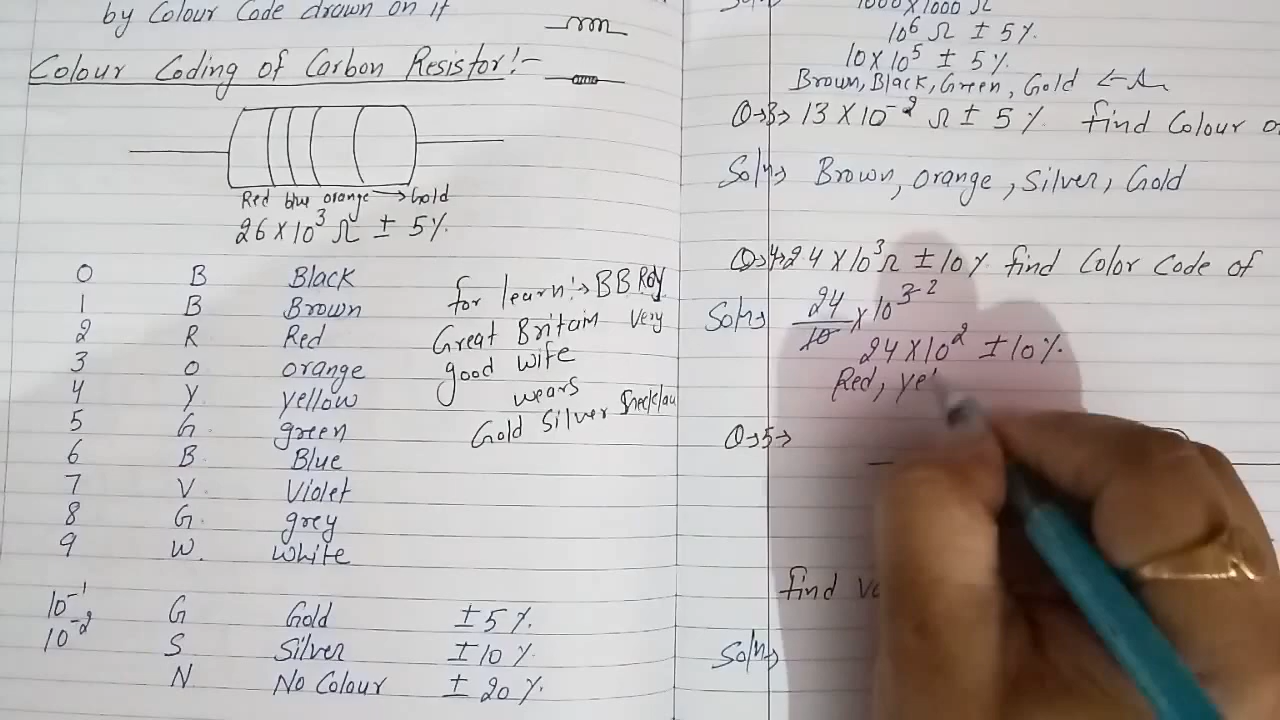 by Colour Code drawn on it
Colour Coding of Carbon Resistor!-
Red blue orange → Gold
26 × 10³ Ω ± 5 %.
0 B Black
1 B Brown
2 R Red
3 O orange
4 Y yellow
5 G. green
6 B. Blue
7 V. Violet
8 G. grey
9 W. White
for learn!→ BB Roy
Great Britain very
good wife
wears
Gold Silver
10⁻¹ G Gold ± 5 %.
10⁻² S Silver ± 10 %
N No Colour ± 20 %.
1000 × 1000 Ω
10⁶ Ω ± 5 %.
10 × 10⁵ ± 5 %.
Brown, Black, Green, Gold ←
Q→3→ 13 × 10⁻² Ω ± 5 %. find Colour
Soln→ Brown, orange, Silver, Gold
Q→4→ 2.4 × 10³ Ω ± 10 %. find Color Code of
Soln→ 24/10 × 10³⁻²
24 × 10² ± 10 %.
Red, ye
Q→5→
find
Soln→